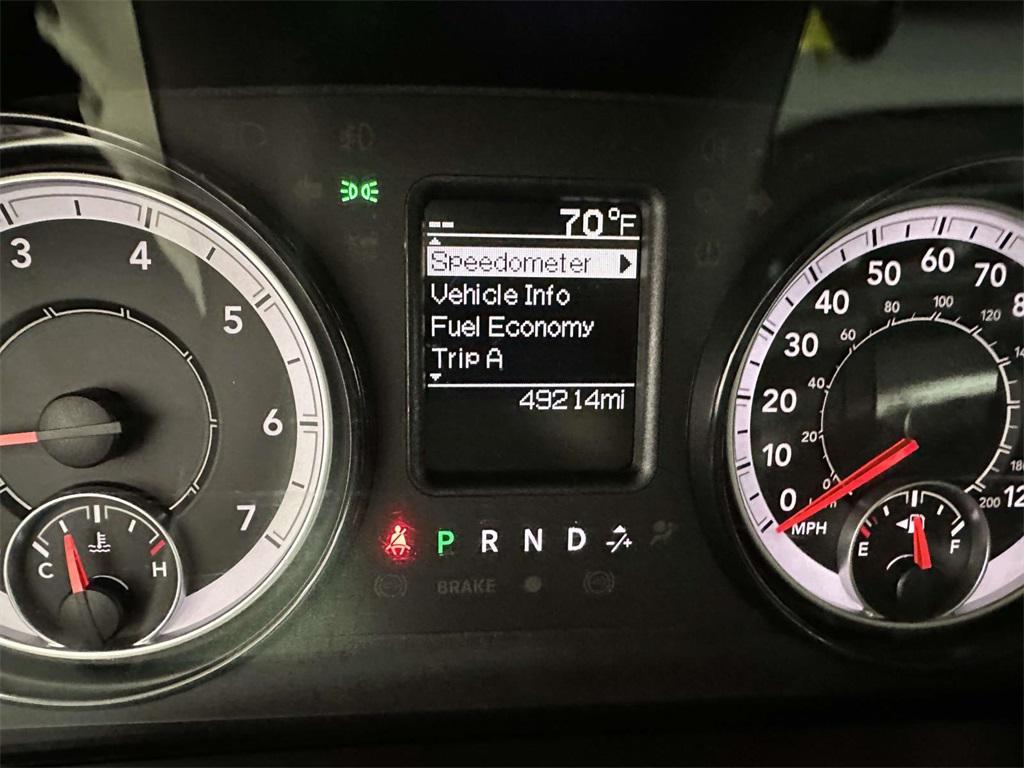 3
4
5
6
7
C
H
70°F
Speedometer
Vehicle Info
Fuel Economy
Trip A
49214mi
P R N D -/+
BRAKE
0
10
20
30
40
50
60
70
MPH
0
20
40
60
80
100
120
200
E
F